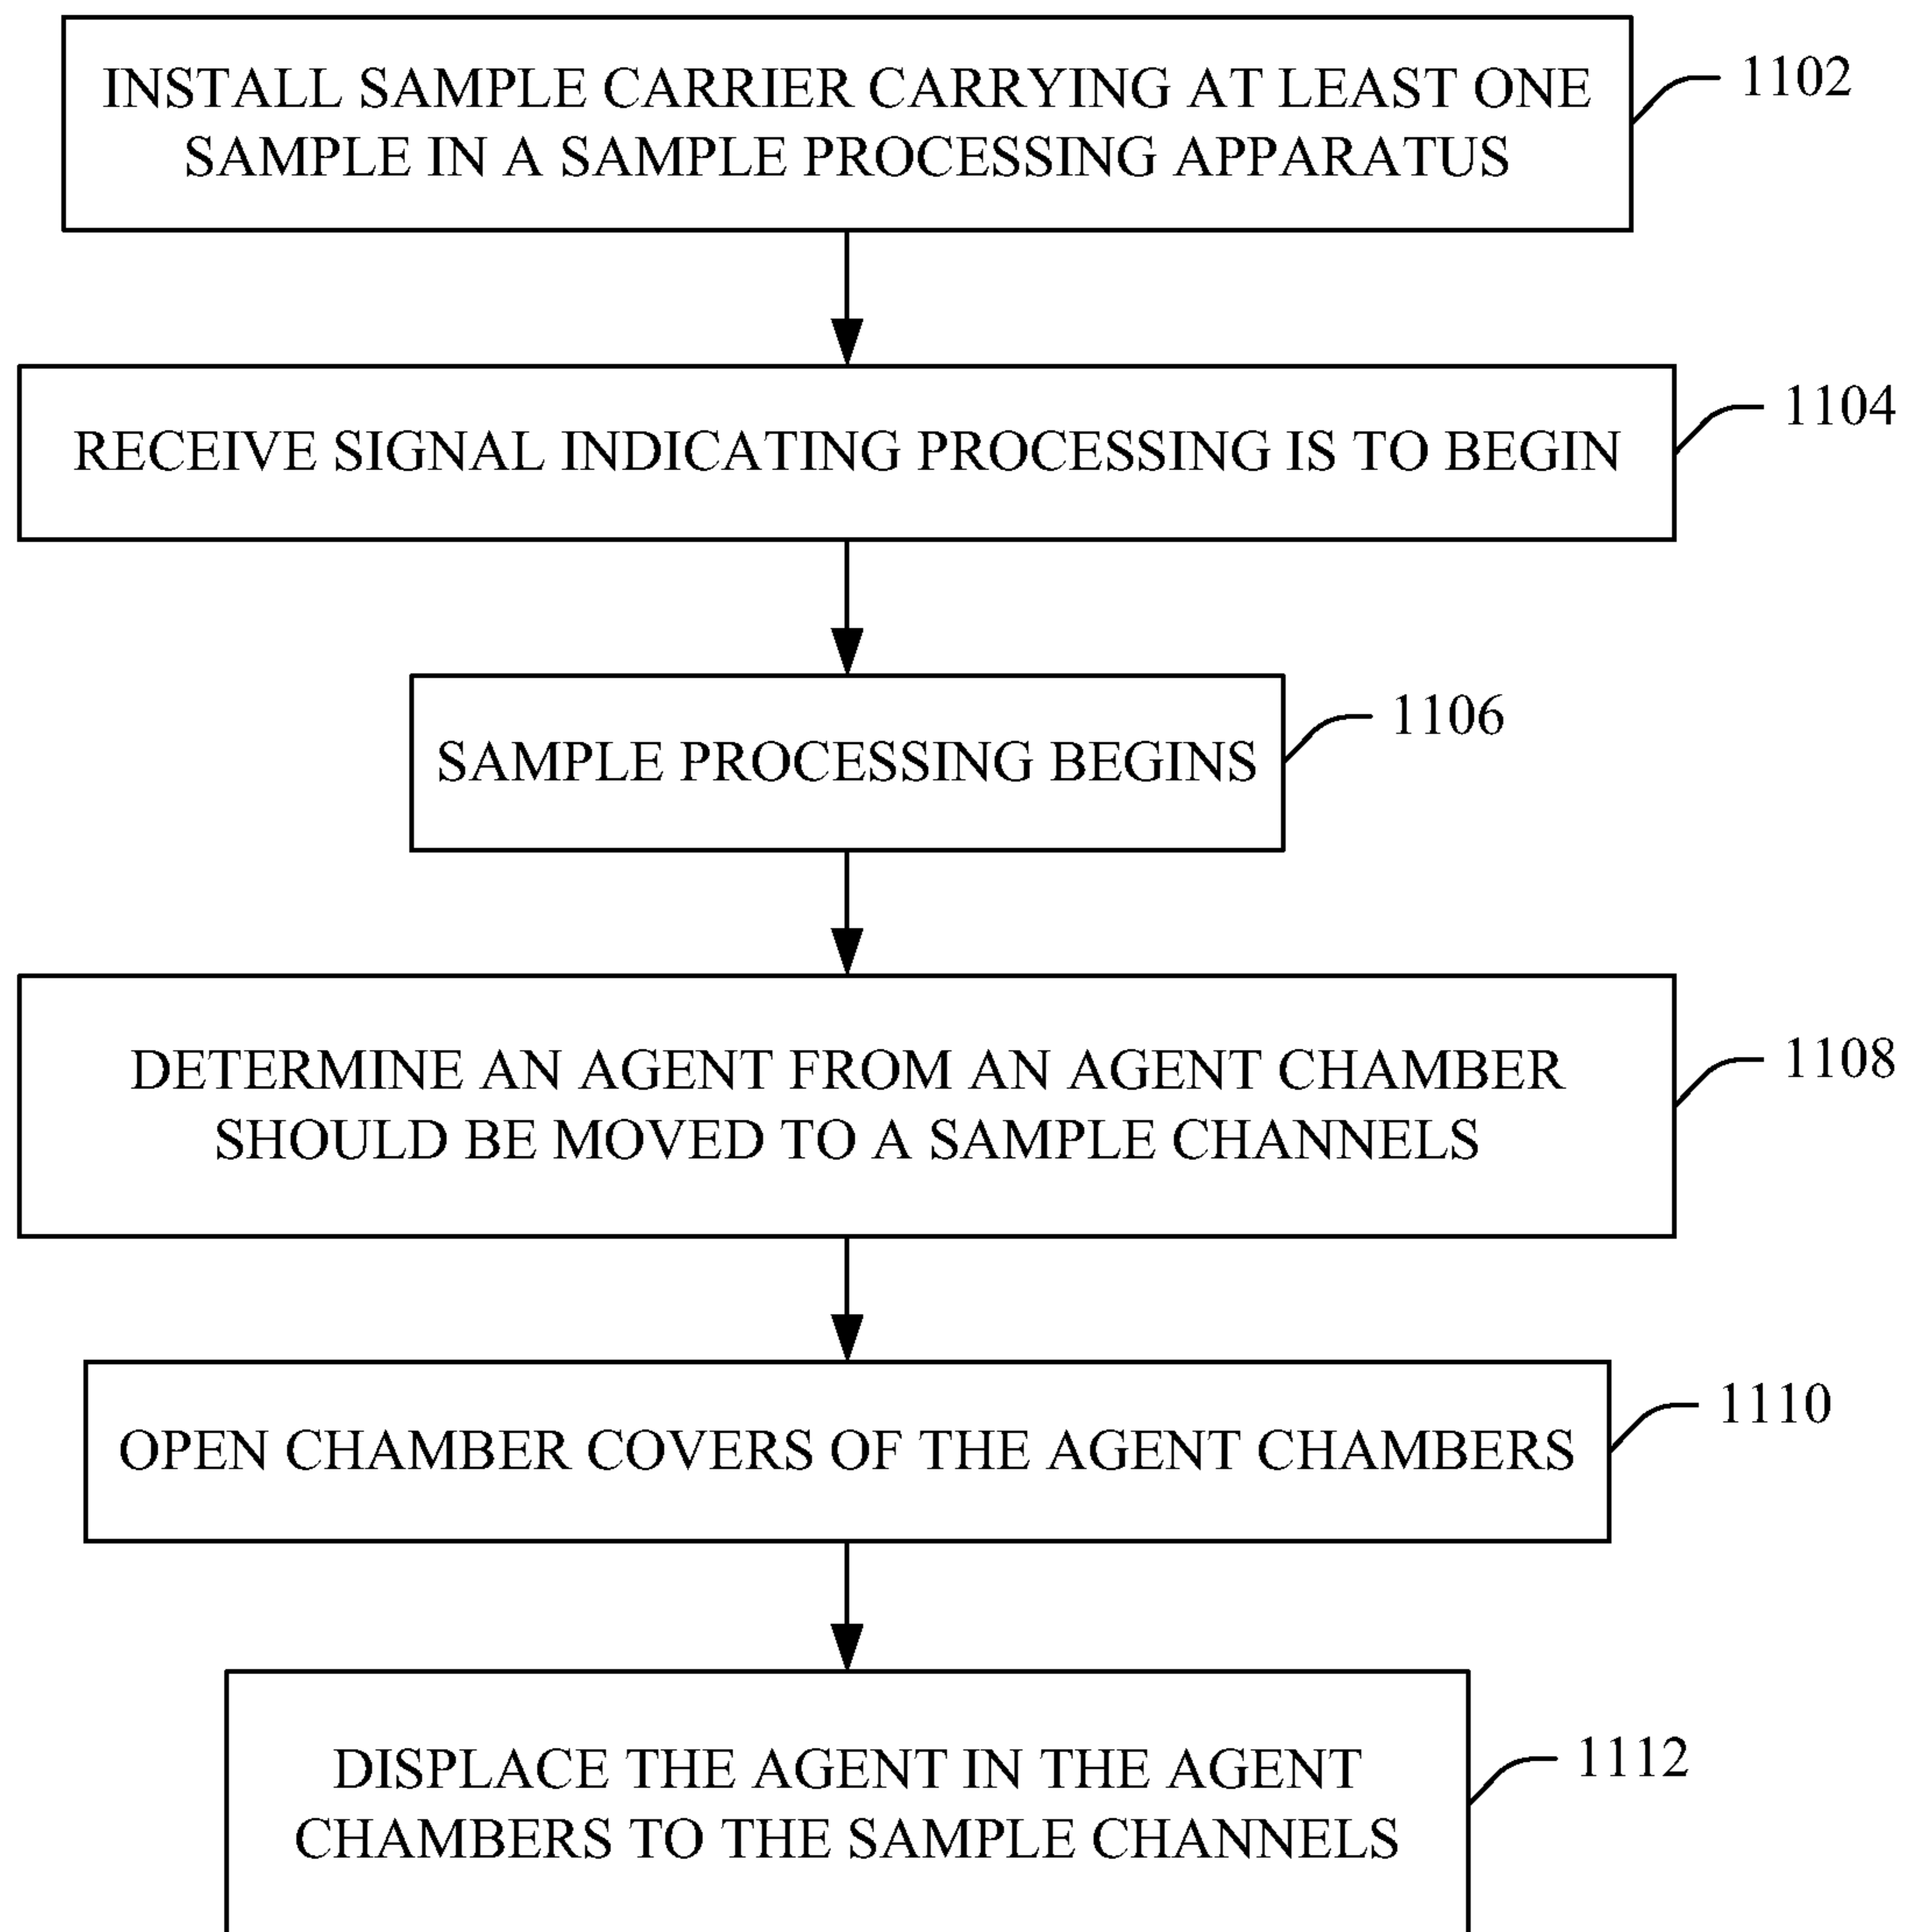 INSTALL SAMPLE CARRIER CARRYING AT LEAST ONE
SAMPLE IN A SAMPLE PROCESSING APPARATUS
1102
RECEIVE SIGNAL INDICATING PROCESSING IS TO BEGIN
1104
SAMPLE PROCESSING BEGINS
1106
DETERMINE AN AGENT FROM AN AGENT CHAMBER
SHOULD BE MOVED TO A SAMPLE CHANNELS
1108
OPEN CHAMBER COVERS OF THE AGENT CHAMBERS
1110
DISPLACE THE AGENT IN THE AGENT
CHAMBERS TO THE SAMPLE CHANNELS
1112